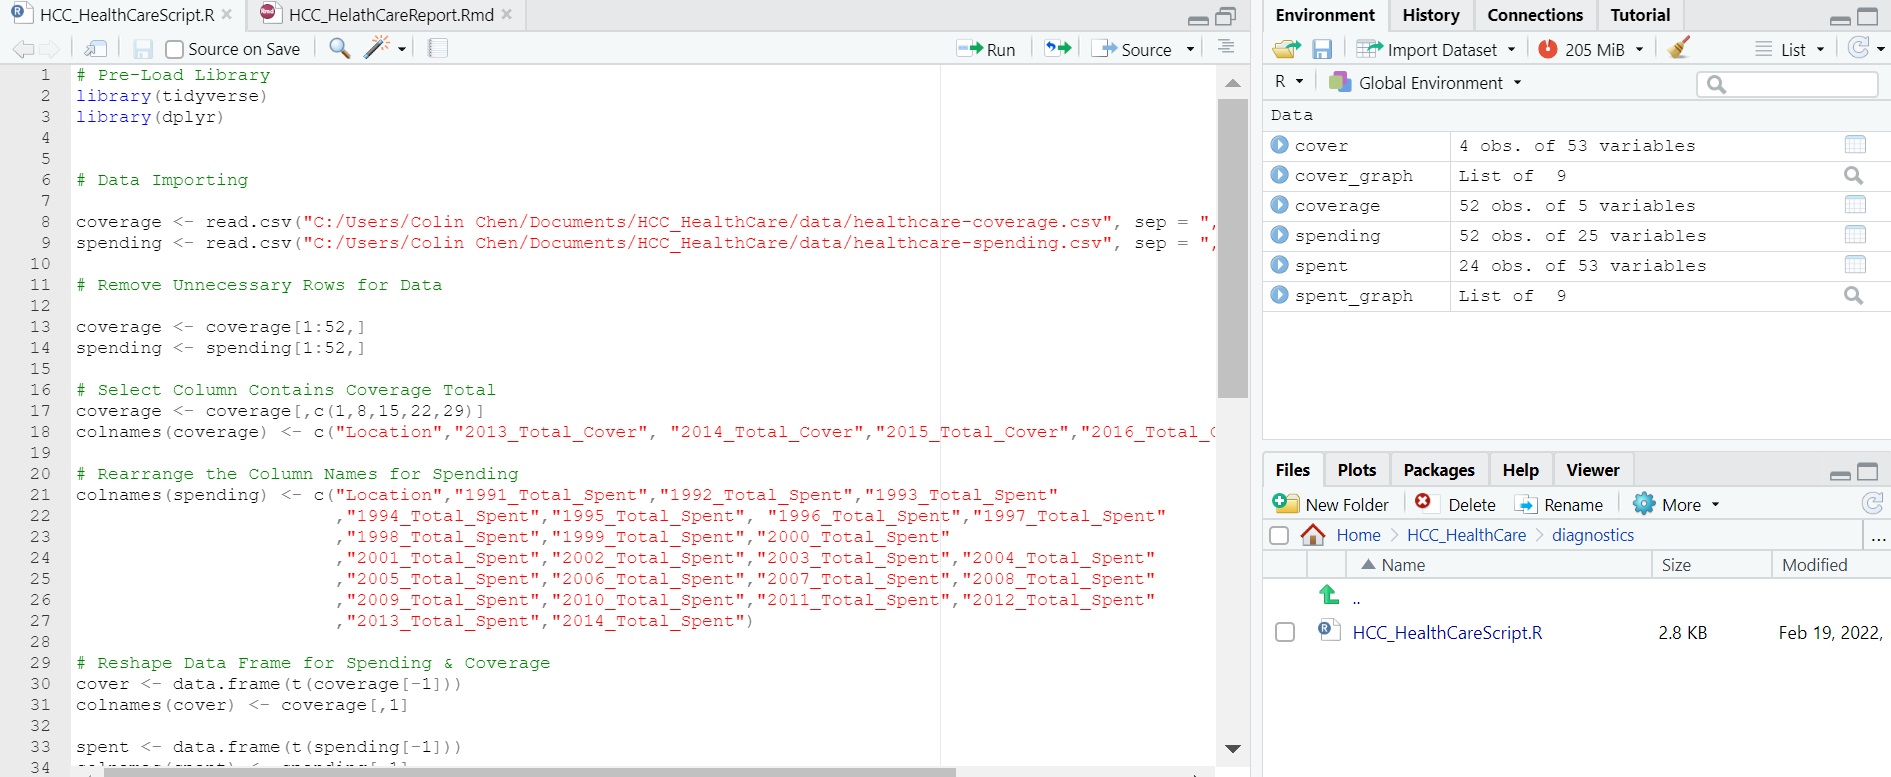 HCC_HealthCareScript.R
HCC_HelathCareReport.Rmd
Source on Save
Run
Source
1 # Pre-Load Library
2 library(tidyverse)
3 library(dplyr)
4
5
6 # Data Importing
7
8 coverage <- read.csv("C:/Users/Colin Chen/Documents/HCC_HealthCare/data/healthcare-coverage.csv", sep = ",
9 spending <- read.csv("C:/Users/Colin Chen/Documents/HCC_HealthCare/data/healthcare-spending.csv", sep = ",
10
11 # Remove Unnecessary Rows for Data
12
13 coverage <- coverage[1:52,]
14 spending <- spending[1:52,]
15
16 # Select Column Contains Coverage Total
17 coverage <- coverage[,c(1,8,15,22,29)]
18 colnames(coverage) <- c("Location","2013_Total_Cover", "2014_Total_Cover","2015_Total_Cover","2016_Total_C
19
20 # Rearrange the Column Names for Spending
21 colnames(spending) <- c("Location","1991_Total_Spent","1992_Total_Spent","1993_Total_Spent"
22 ,"1994_Total_Spent","1995_Total_Spent", "1996_Total_Spent","1997_Total_Spent"
23 ,"1998_Total_Spent","1999_Total_Spent","2000_Total_Spent"
24 ,"2001_Total_Spent","2002_Total_Spent","2003_Total_Spent","2004_Total_Spent"
25 ,"2005_Total_Spent","2006_Total_Spent","2007_Total_Spent","2008_Total_Spent"
26 ,"2009_Total_Spent","2010_Total_Spent","2011_Total_Spent","2012_Total_Spent"
27 ,"2013_Total_Spent","2014_Total_Spent")
28
29 # Reshape Data Frame for Spending & Coverage
30 cover <- data.frame(t(coverage[-1]))
31 colnames(cover) <- coverage[,1]
32
33 spent <- data.frame(t(spending[-1]))
34
Environment History Connections Tutorial
Import Dataset 205 MiB List
R Global Environment
Data
cover 4 obs. of 53 variables
cover_graph List of 9
coverage 52 obs. of 5 variables
spending 52 obs. of 25 variables
spent 24 obs. of 53 variables
spent_graph List of 9
Files Plots Packages Help Viewer
New Folder Delete Rename More
Home HCC_HealthCare diagnostics ...
Name Size Modified
..
HCC_HealthCareScript.R 2.8 KB Feb 19, 2022,